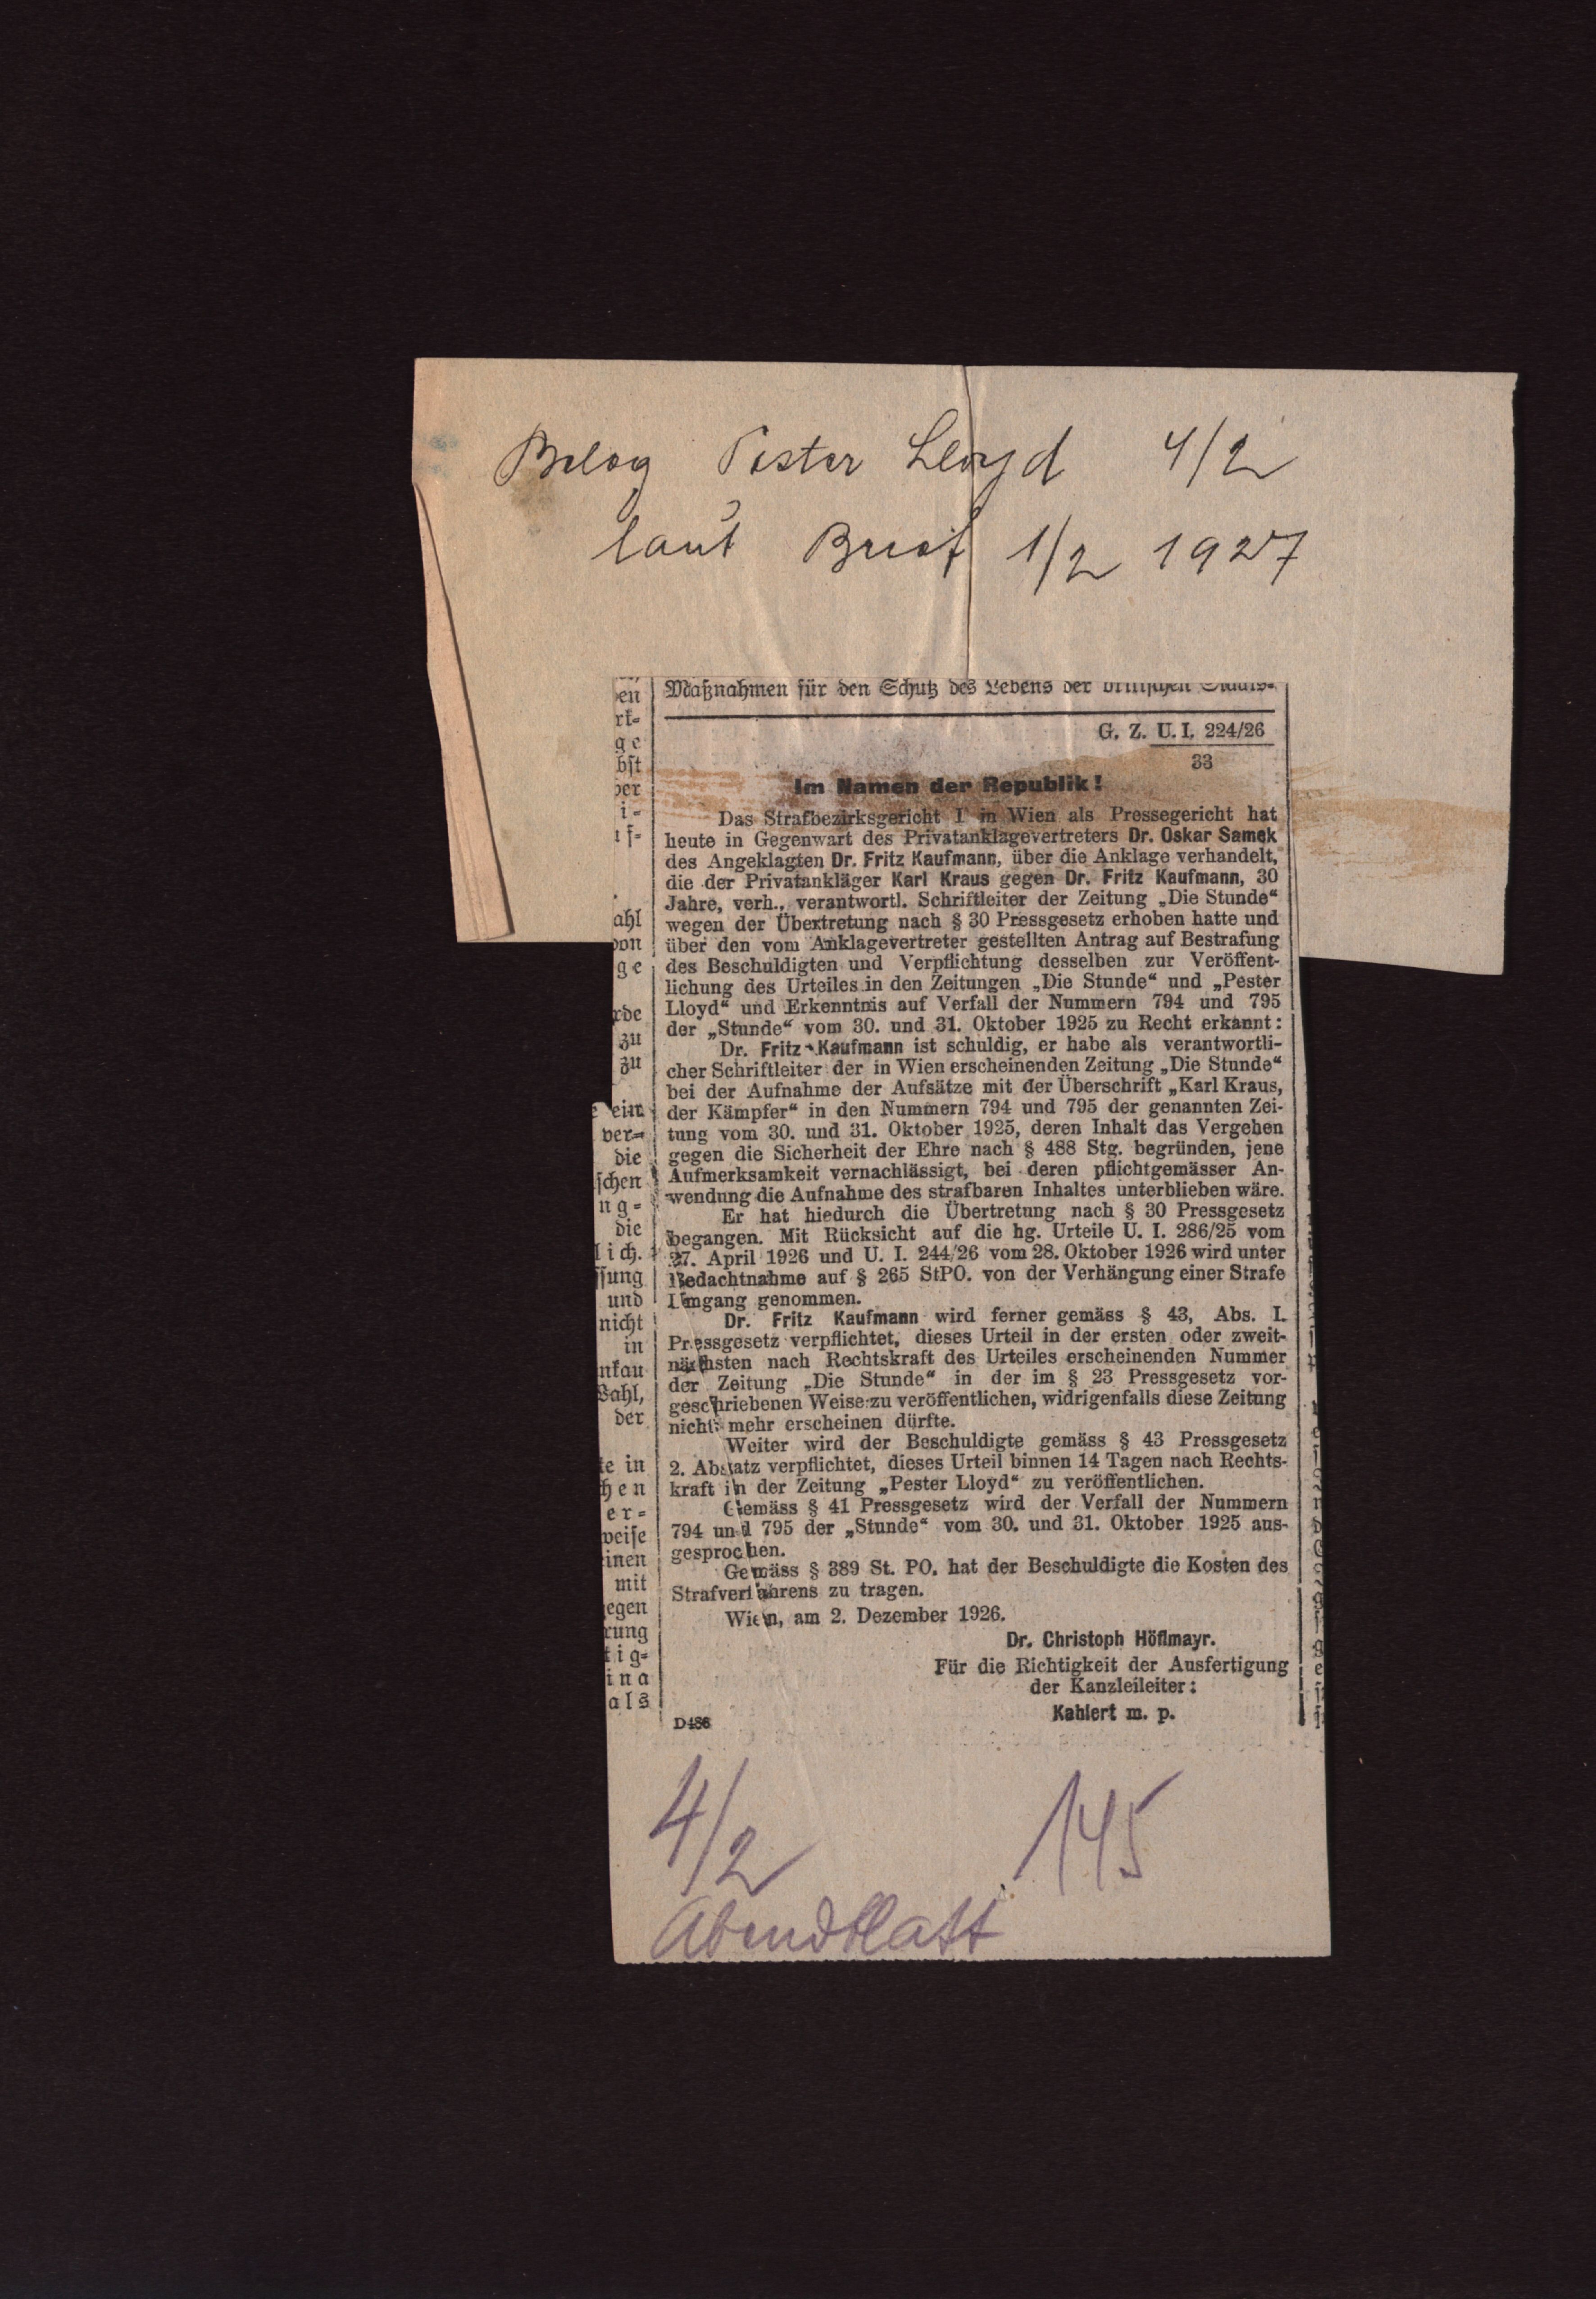 Beleg Pester Lloyd 4/2
laut Brief 1/2 1927
Maßnahmen für den Schutz des Lebens der britischen Staats-
G. Z. U. I. 224/26
33
Im Namen der Republik!
Das Strafbezirksgericht I in Wien als Pressegericht hat
heute in Gegenwart des Privatanklagevertreters Dr. Oskar Samek
des Angeklagten Dr. Fritz Kaufmann, über die Anklage verhandelt,
die der Privatankläger Karl Kraus gegen Dr. Fritz Kaufmann, 30
Jahre, verh., verantwortl. Schriftleiter der Zeitung „Die Stunde“
wegen der Übertretung nach § 30 Pressgesetz erhoben hatte und
über den vom Anklagevertreter gestellten Antrag auf Bestrafung
des Beschuldigten und Verpflichtung desselben zur Veröffent-
lichung des Urteiles in den Zeitungen „Die Stunde“ und „Pester
Lloyd“ und Erkenntnis auf Verfall der Nummern 794 und 795
der „Stunde“ vom 30. und 31. Oktober 1925 zu Recht erkannt:
Dr. Fritz Kaufmann ist schuldig, er habe als verantwortli-
cher Schriftleiter der in Wien erscheinenden Zeitung „Die Stunde“
bei der Aufnahme der Aufsätze mit der Überschrift „Karl Kraus,
der Kämpfer“ in den Nummern 794 und 795 der genannten Zei-
tung vom 30. und 31. Oktober 1925, deren Inhalt das Vergehen
gegen die Sicherheit der Ehre nach § 488 Stg. begründen, jene
Aufmerksamkeit vernachlässigt, bei deren pflichtgemässer An-
wendung die Aufnahme des strafbaren Inhaltes unterblieben wäre.
Er hat hiedurch die Übertretung nach § 30 Pressgesetz
begangen. Mit Rücksicht auf die hg. Urteile U. I. 286/25 vom
27. April 1926 und U. I. 244/26 vom 28. Oktober 1926 wird unter
Bedachtnahme auf § 265 StPO. von der Verhängung einer Strafe
Umgang genommen.
Dr. Fritz Kaufmann wird ferner gemäss § 43, Abs. I.
Pressgesetz verpflichtet, dieses Urteil in der ersten oder zweit-
nächsten nach Rechtskraft des Urteiles erscheinenden Nummer
der Zeitung „Die Stunde“ in der im § 23 Pressgesetz vor-
geschriebenen Weise zu veröffentlichen, widrigenfalls diese Zeitung
nicht mehr erscheinen dürfte.
Weiter wird der Beschuldigte gemäss § 43 Pressgesetz
2. Absatz verpflichtet, dieses Urteil binnen 14 Tagen nach Rechts-
kraft in der Zeitung „Pester Lloyd“ zu veröffentlichen.
Gemäss § 41 Pressgesetz wird der Verfall der Nummern
794 und 795 der „Stunde“ vom 30. und 31. Oktober 1925 aus-
gesprochen.
Gemäss § 389 St. PO. hat der Beschuldigte die Kosten des
Strafverfahrens zu tragen.
Wien, am 2. Dezember 1926.
Dr. Christoph Höflmayr.
Für die Richtigkeit der Ausfertigung
der Kanzleileiter:
Kahlert m. p.
D486
4/2 145
Abendblatt